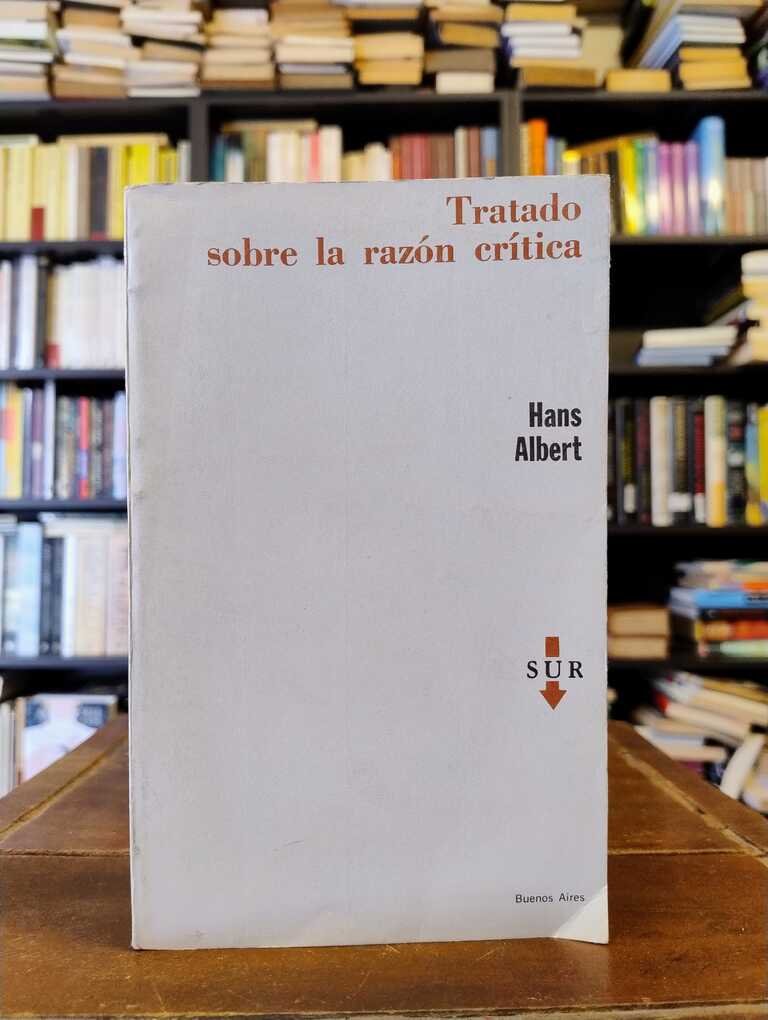 Tratado
sobre la razón crítica
Hans
Albert
SUR
Buenos Aires